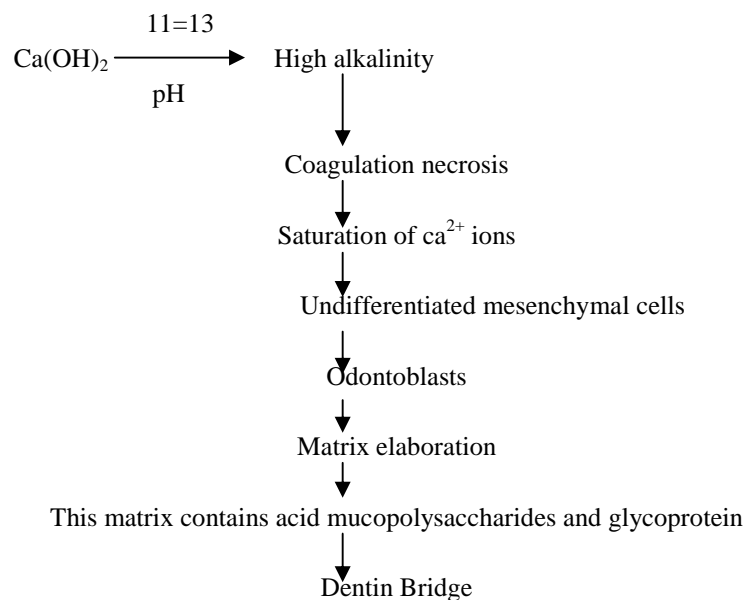 11=13
Ca(OH)₂ High alkalinity
pH
Coagulation necrosis
Saturation of ca²⁺ ions
Undifferentiated mesenchymal cells
Odontoblasts
Matrix elaboration
This matrix contains acid mucopolysaccharides and glycoprotein
Dentin Bridge